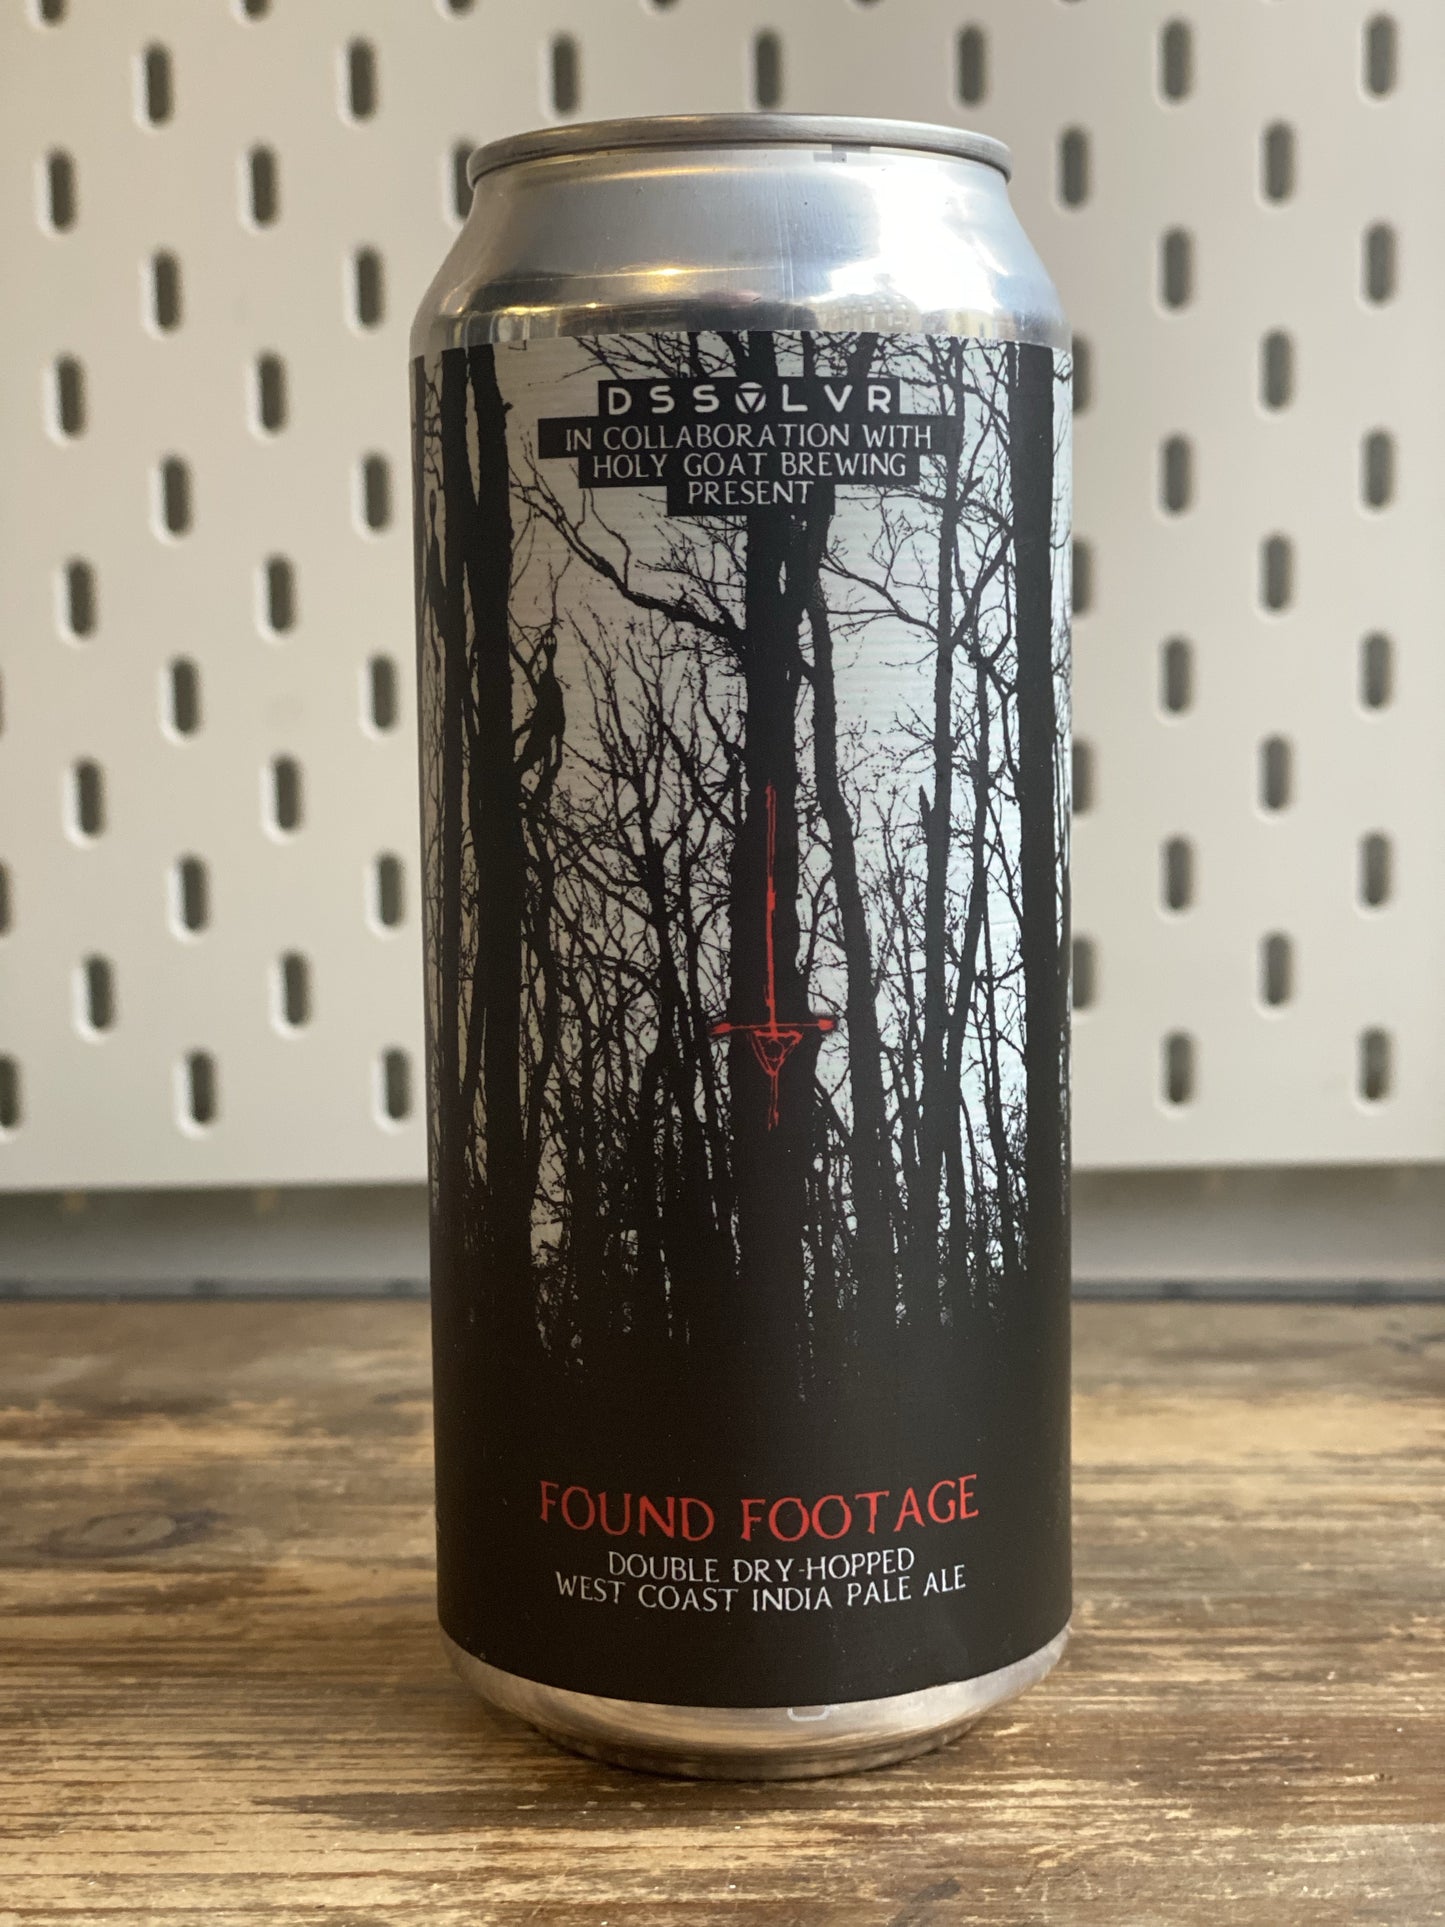 DSSOLVR
IN COLLABORATION WITH
HOLY GOAT BREWING
PRESENT
FOUND FOOTAGE
DOUBLE DRY-HOPPED
WEST COAST INDIA PALE ALE